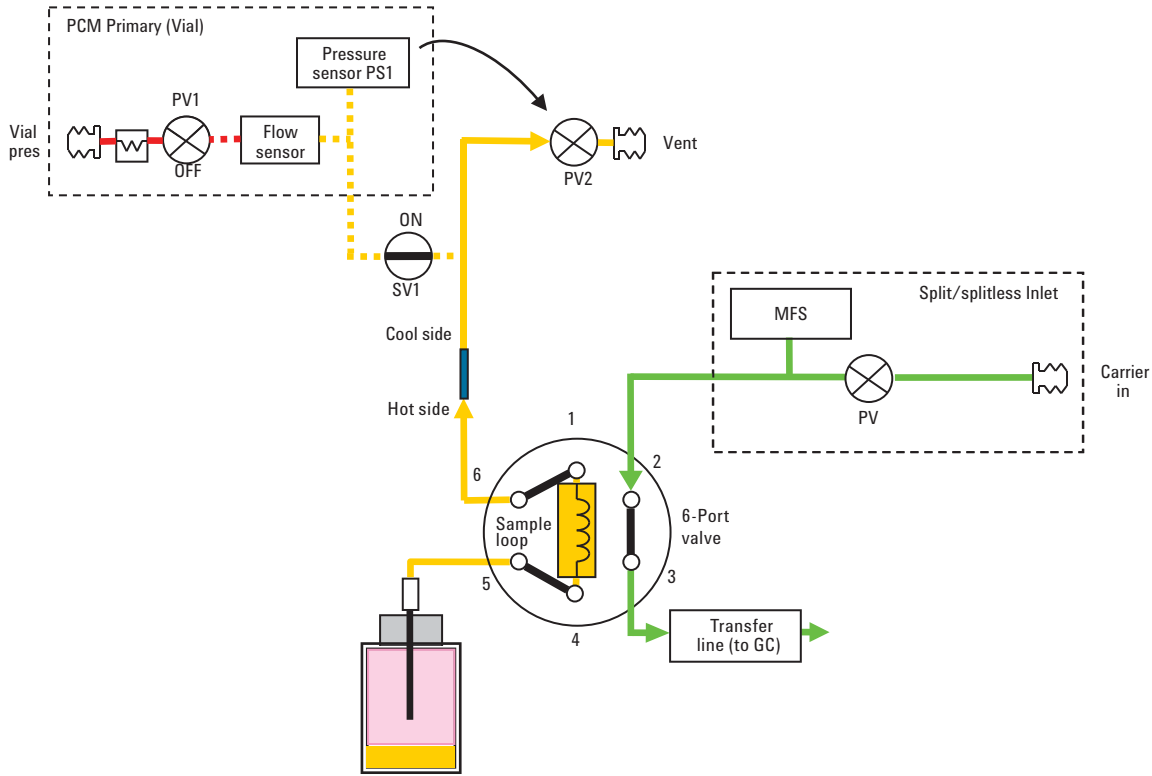 PCM Primary (Vial)
Pressure
sensor PS1
PV1
Vial
pres
Flow
sensor
OFF
Vent
PV2
ON
SV1
Split/splitless Inlet
MFS
Cool side
Carrier
in
PV
Hot side
1
2
6
6-Port
valve
Sample
loop
5
3
4
Transfer
line (to GC)